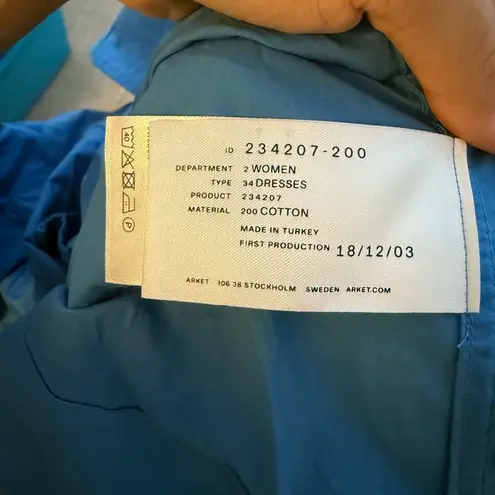 ID 234207-200
DEPARTMENT 2 WOMEN
TYPE 34 DRESSES
PRODUCT 234207
MATERIAL 200 COTTON
MADE IN TURKEY
FIRST PRODUCTION 18/12/03
ARKET 106 38 STOCKHOLM SWEDEN ARKET.COM
40
P